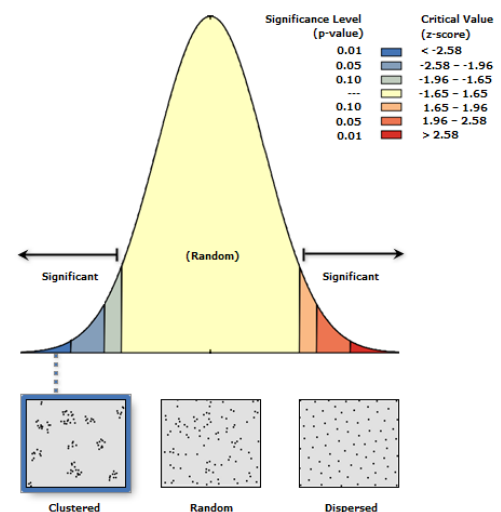 Significance Level Critical Value
(p-value) (z-score)
0.01 < -2.58
0.05 -2.58 – -1.96
0.10 -1.96 – -1.65
--- -1.65 – 1.65
0.10 1.65 – 1.96
0.05 1.96 – 2.58
0.01 > 2.58
(Random)
Significant Significant
Clustered Random Dispersed